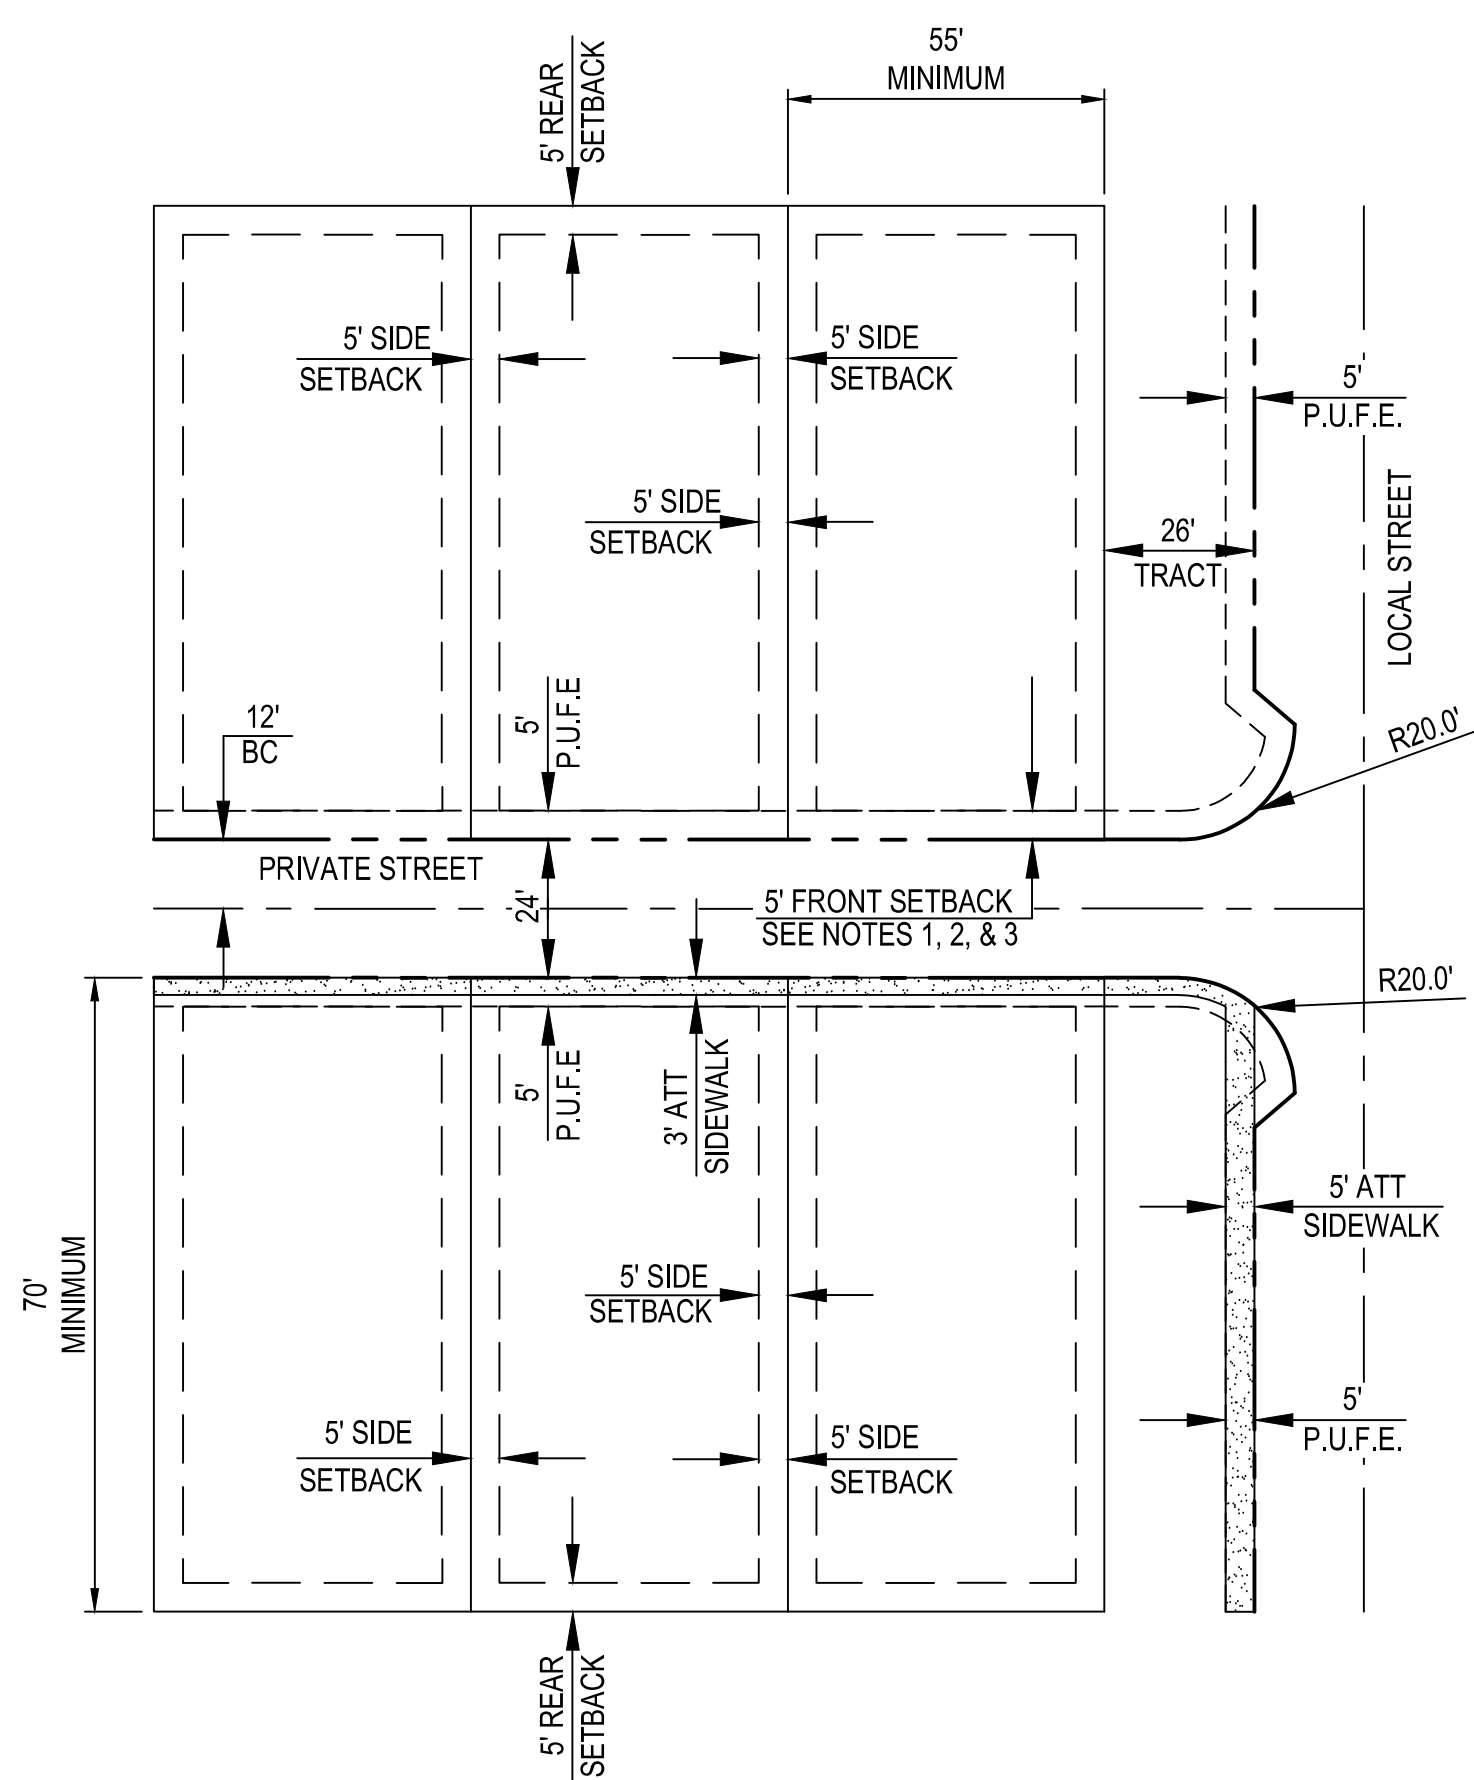 55'
MINIMUM
5' REAR
SETBACK
5' SIDE
SETBACK
5' SIDE
SETBACK
5'
P.U.F.E.
5' SIDE
SETBACK
26'
TRACT
LOCAL STREET
12'
BC
5'
P.U.F.E
R20.0'
PRIVATE STREET
24'
5' FRONT SETBACK
SEE NOTES 1, 2, & 3
R20.0'
5'
P.U.F.E
3' ATT
SIDEWALK
5' ATT
SIDEWALK
70'
MINIMUM
5' SIDE
SETBACK
5' SIDE
SETBACK
5' SIDE
SETBACK
5'
P.U.F.E.
5' REAR
SETBACK